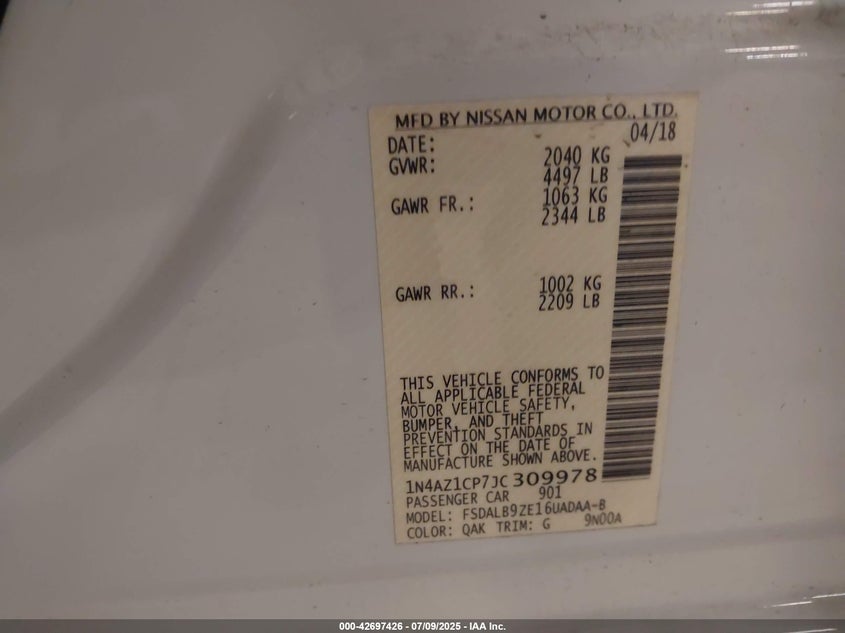 MFD BY NISSAN MOTOR CO., LTD.
DATE: 04/18
GVWR: 2040 KG
4497 LB
GAWR FR.: 1063 KG
2344 LB
GAWR RR.: 1002 KG
2209 LB
THIS VEHICLE CONFORMS TO
ALL APPLICABLE FEDERAL
MOTOR VEHICLE SAFETY,
BUMPER, AND THEFT
PREVENTION STANDARDS IN
EFFECT ON THE DATE OF
MANUFACTURE SHOWN ABOVE.
1N4AZ1CP7JC309978
PASSENGER CAR 901
MODEL: FSDALB9ZE16UADAA-B
COLOR: QAK TRIM: G 9N00A
000-42697426 - 07/09/2025 - IAA Inc.